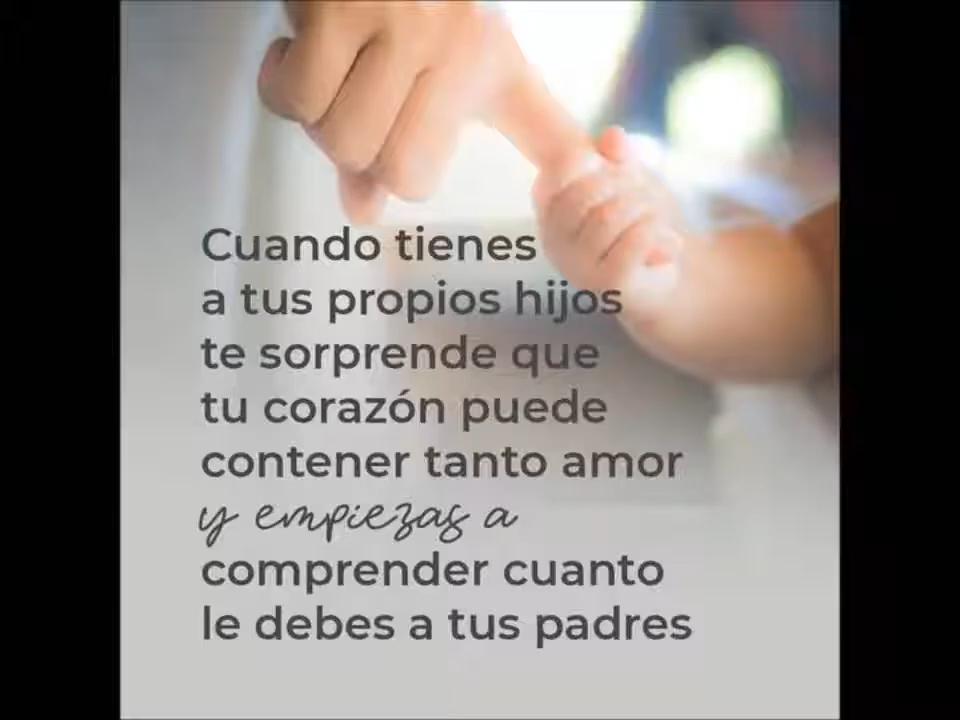 Cuando tienes
a tus propios hijos
te sorprende que
tu corazón puede
contener tanto amor
y empiezas a
comprender cuanto
le debes a tus padres